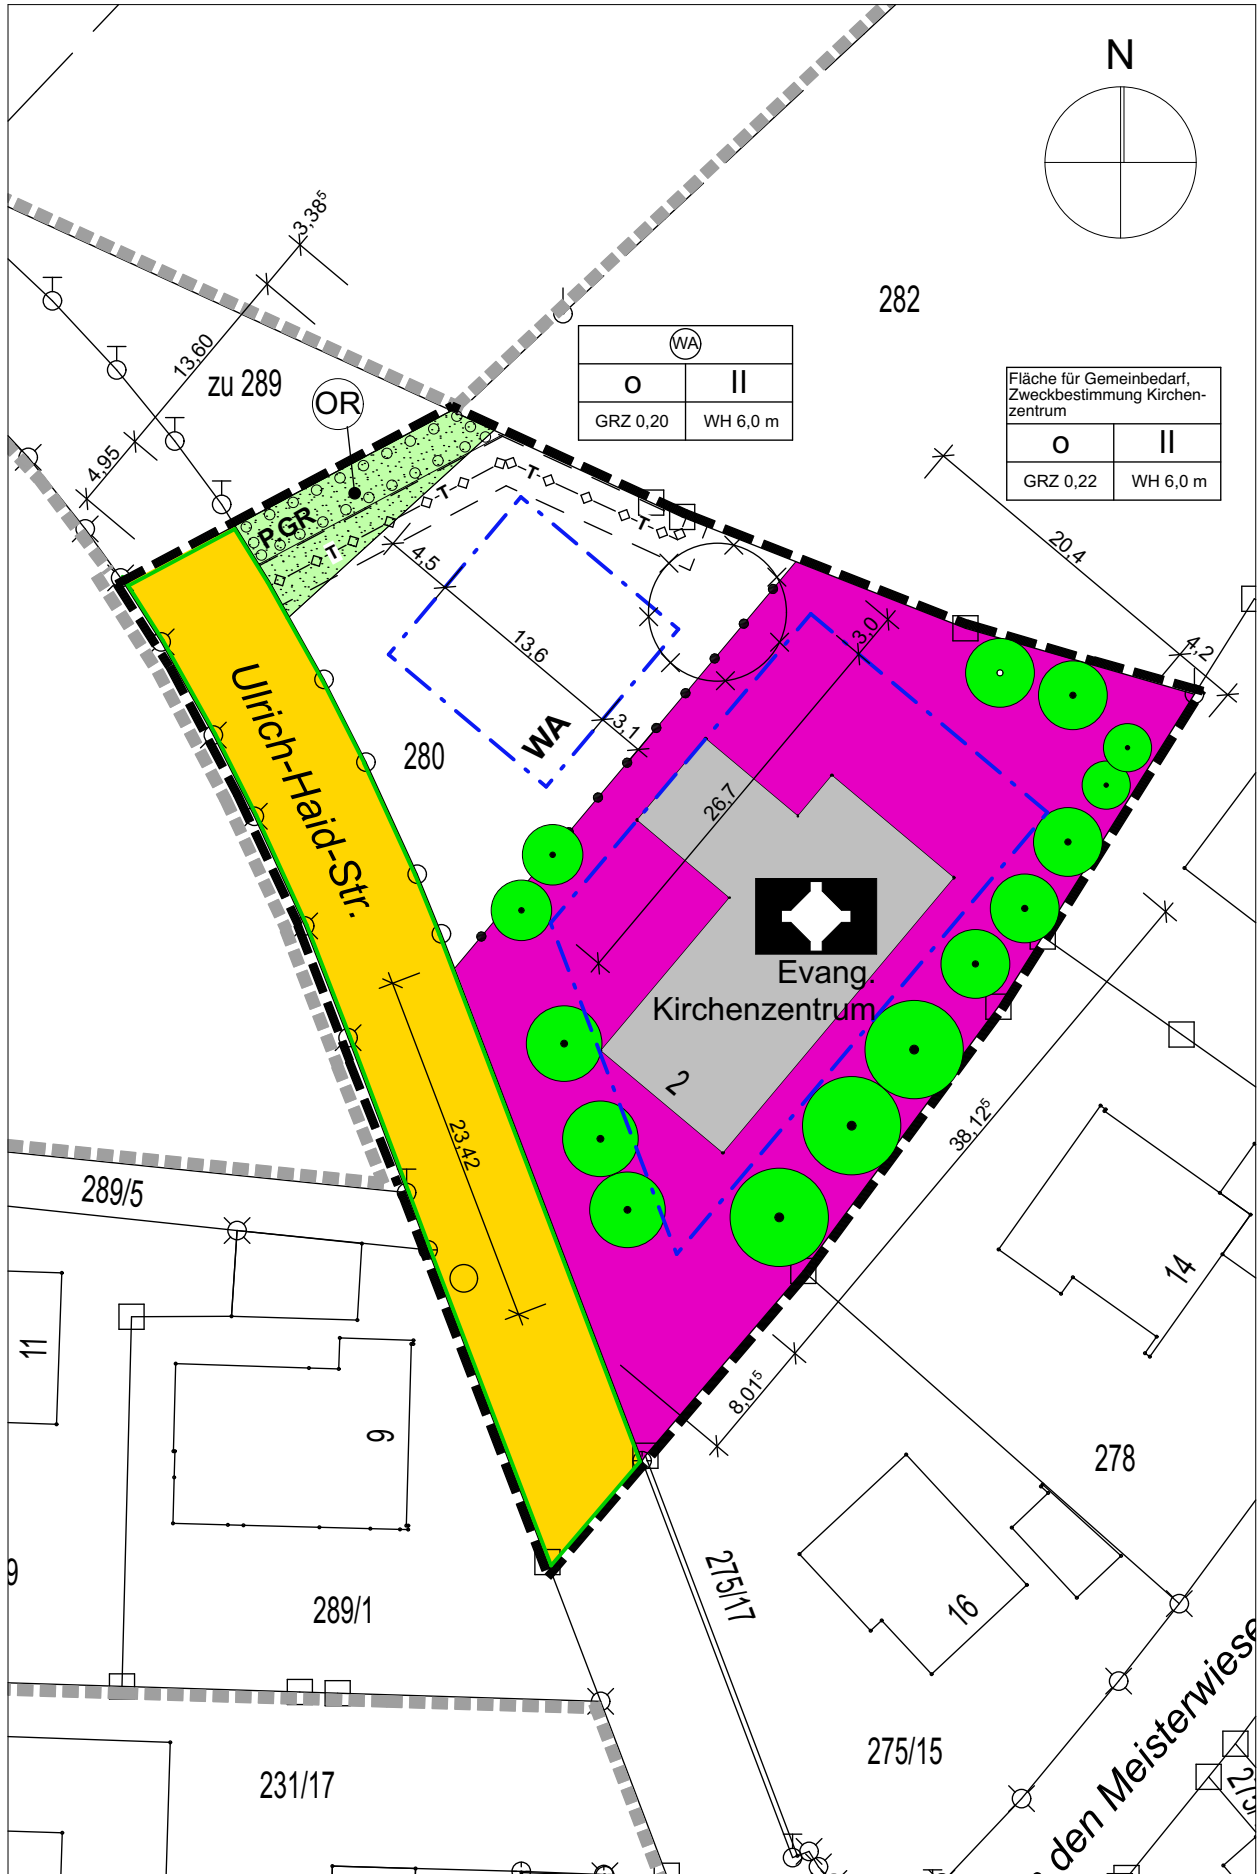 N
3,38⁵
282
13,60
zu 289
OR
WA
o
II
GRZ 0,20
WH 6,0 m
Fläche für Gemeinbedarf,
Zweckbestimmung Kirchen-
zentrum
o
II
GRZ 0,22
WH 6,0 m
4,95
T
T
T
T
P.GR
20,4
4,5
13,6
3,0
4,2
3,1
WA
280
Ulrich-Haid-Str.
26,7
Evang.
Kirchenzentrum
2
23,42
38,12⁵
289/5
14
11
9
8,01⁵
278
275/17
16
9
289/1
275/15
231/17
den Meisterwiese